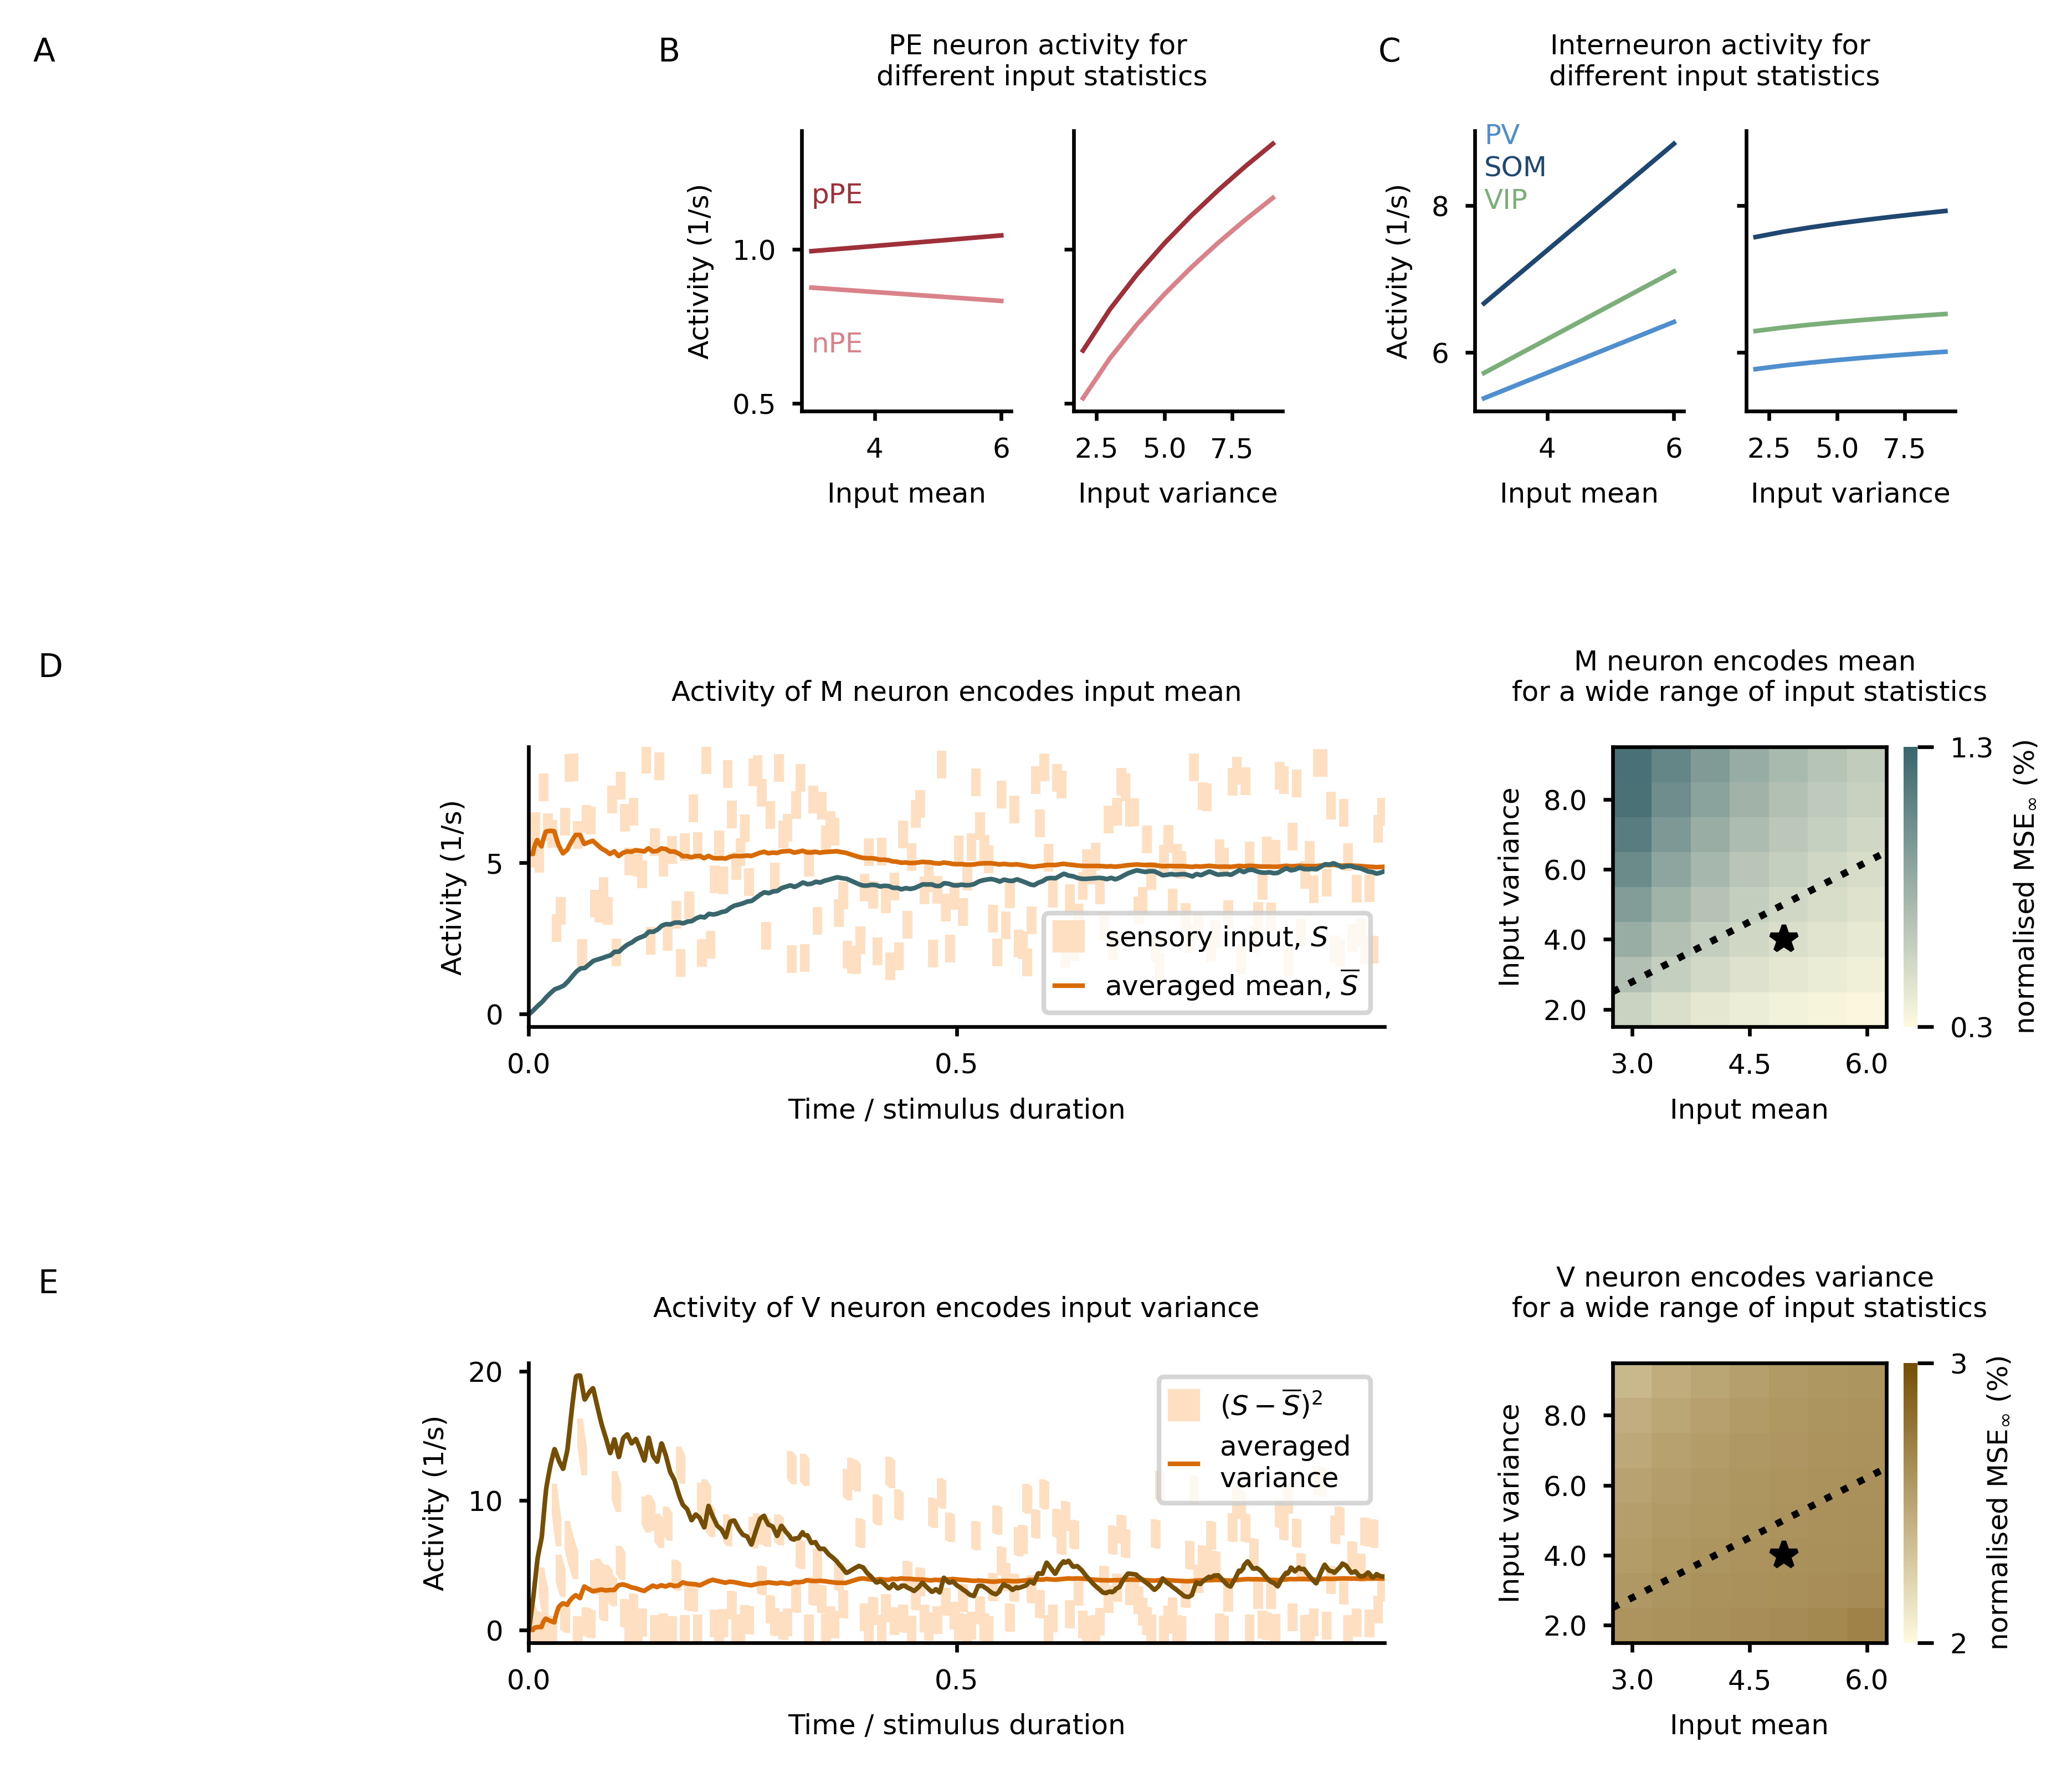 A
B
PE neuron activity for
different input statistics
Activity (1/s)
1.0
0.5
pPE
nPE
4
6
Input mean
2.5
5.0
7.5
Input variance
C
Interneuron activity for
different input statistics
Activity (1/s)
8
6
PV
SOM
VIP
4
6
Input mean
2.5
5.0
7.5
Input variance
D
Activity of M neuron encodes input mean
Activity (1/s)
5
0
sensory input, S
averaged mean, S̅
0.0
0.5
Time / stimulus duration
M neuron encodes mean
for a wide range of input statistics
Input variance
8.0
6.0
4.0
2.0
3.0
4.5
6.0
Input mean
1.3
0.3
normalised MSE∞ (%)
E
Activity of V neuron encodes input variance
Activity (1/s)
20
10
0
(S − S̅)²
averaged
variance
0.0
0.5
Time / stimulus duration
V neuron encodes variance
for a wide range of input statistics
Input variance
8.0
6.0
4.0
2.0
3.0
4.5
6.0
Input mean
3
2
normalised MSE∞ (%)